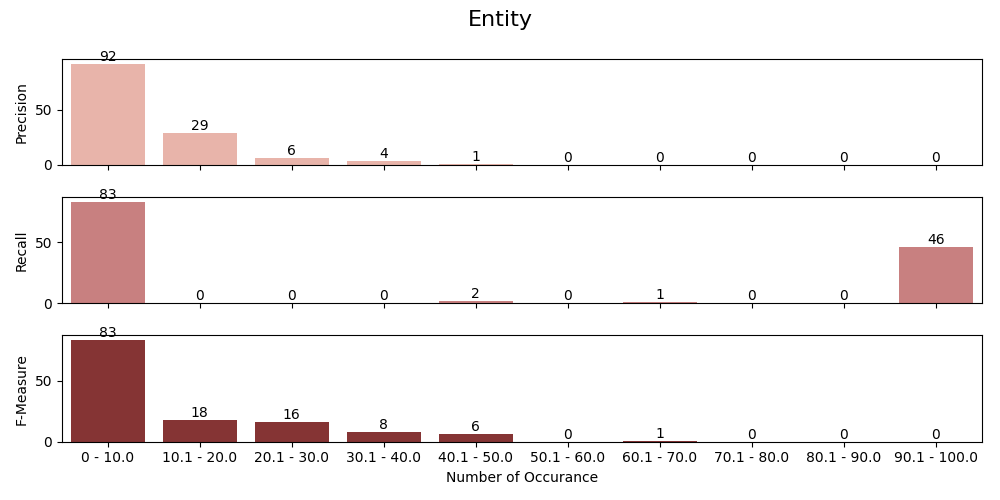 Entity
Precision
50
0
92 29 6 4 1 0 0 0 0 0
Recall
50
0
83 0 0 0 2 0 1 0 0 46
F-Measure
50
0
83 18 16 8 6 0 1 0 0 0
0 - 10.0 10.1 - 20.0 20.1 - 30.0 30.1 - 40.0 40.1 - 50.0 50.1 - 60.0 60.1 - 70.0 70.1 - 80.0 80.1 - 90.0 90.1 - 100.0
Number of Occurance